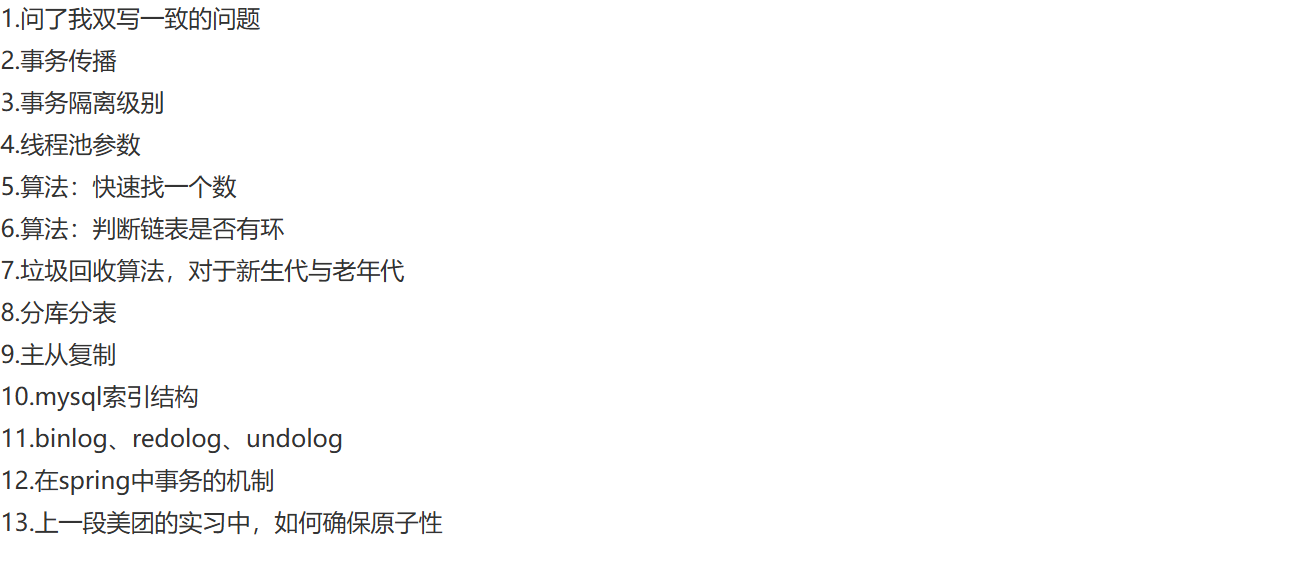 1.问了我双写一致的问题
2.事务传播
3.事务隔离级别
4.线程池参数
5.算法：快速找一个数
6.算法：判断链表是否有环
7.垃圾回收算法，对于新生代与老年代
8.分库分表
9.主从复制
10.mysql索引结构
11.binlog、redolog、undolog
12.在spring中事务的机制
13.上一段美团的实习中，如何确保原子性